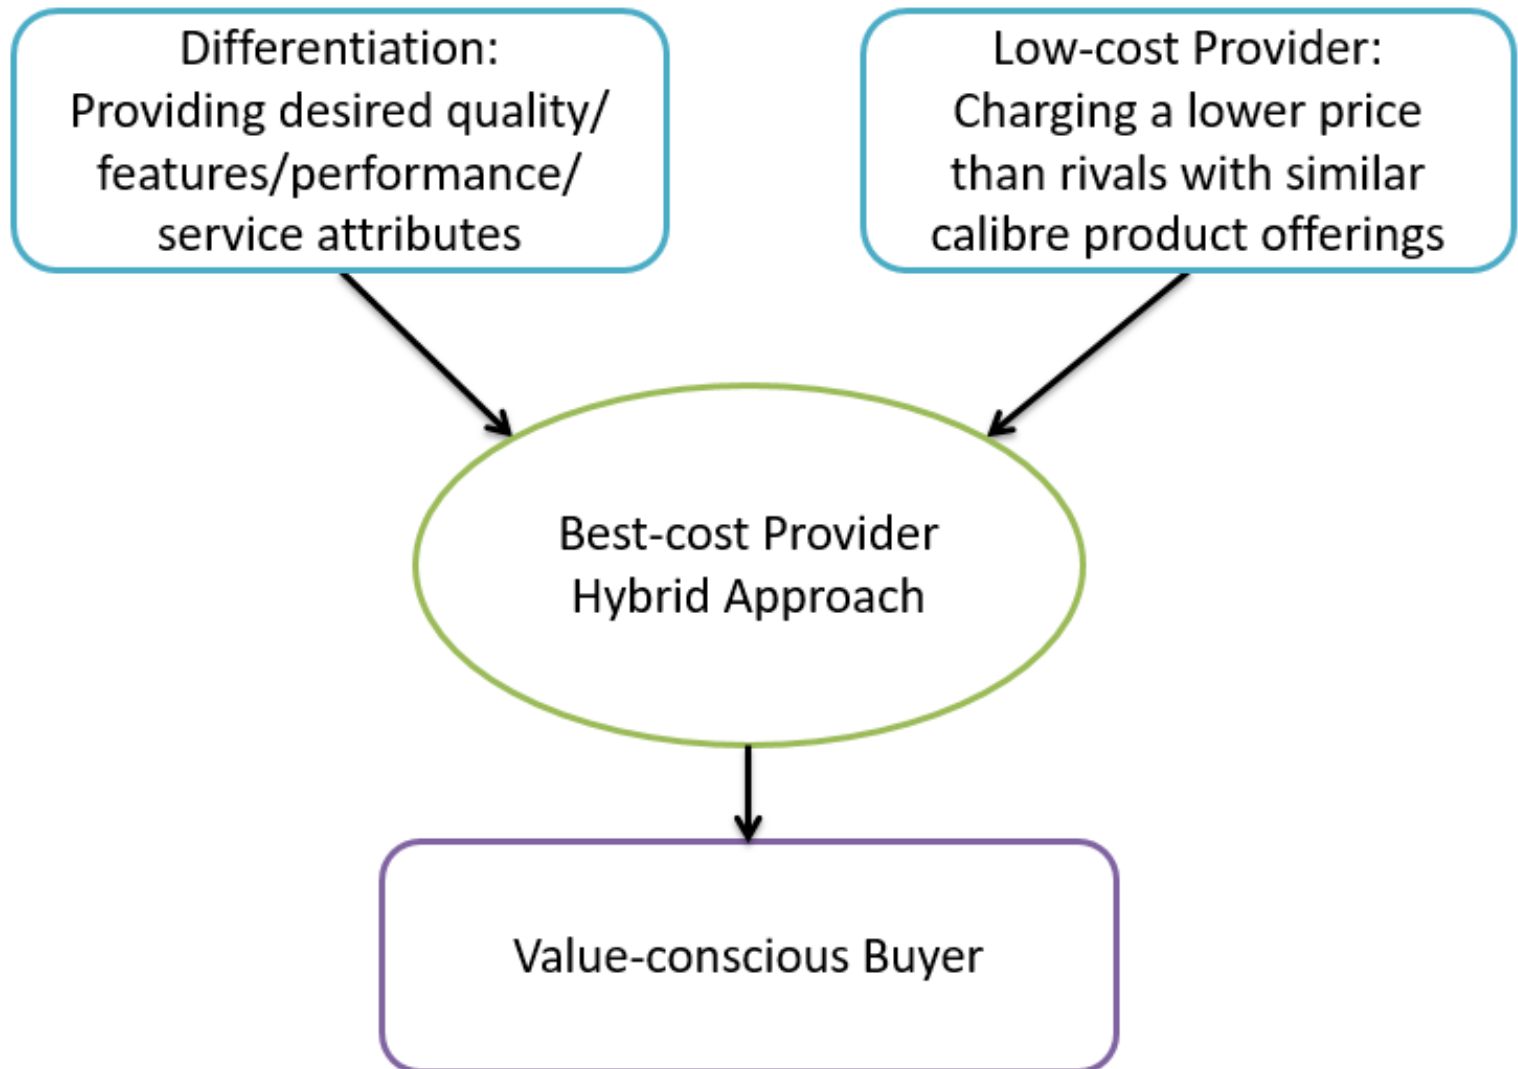 Differentiation:
Providing desired quality/
features/performance/
service attributes
Low-cost Provider:
Charging a lower price
than rivals with similar
calibre product offerings
Best-cost Provider
Hybrid Approach
Value-conscious Buyer